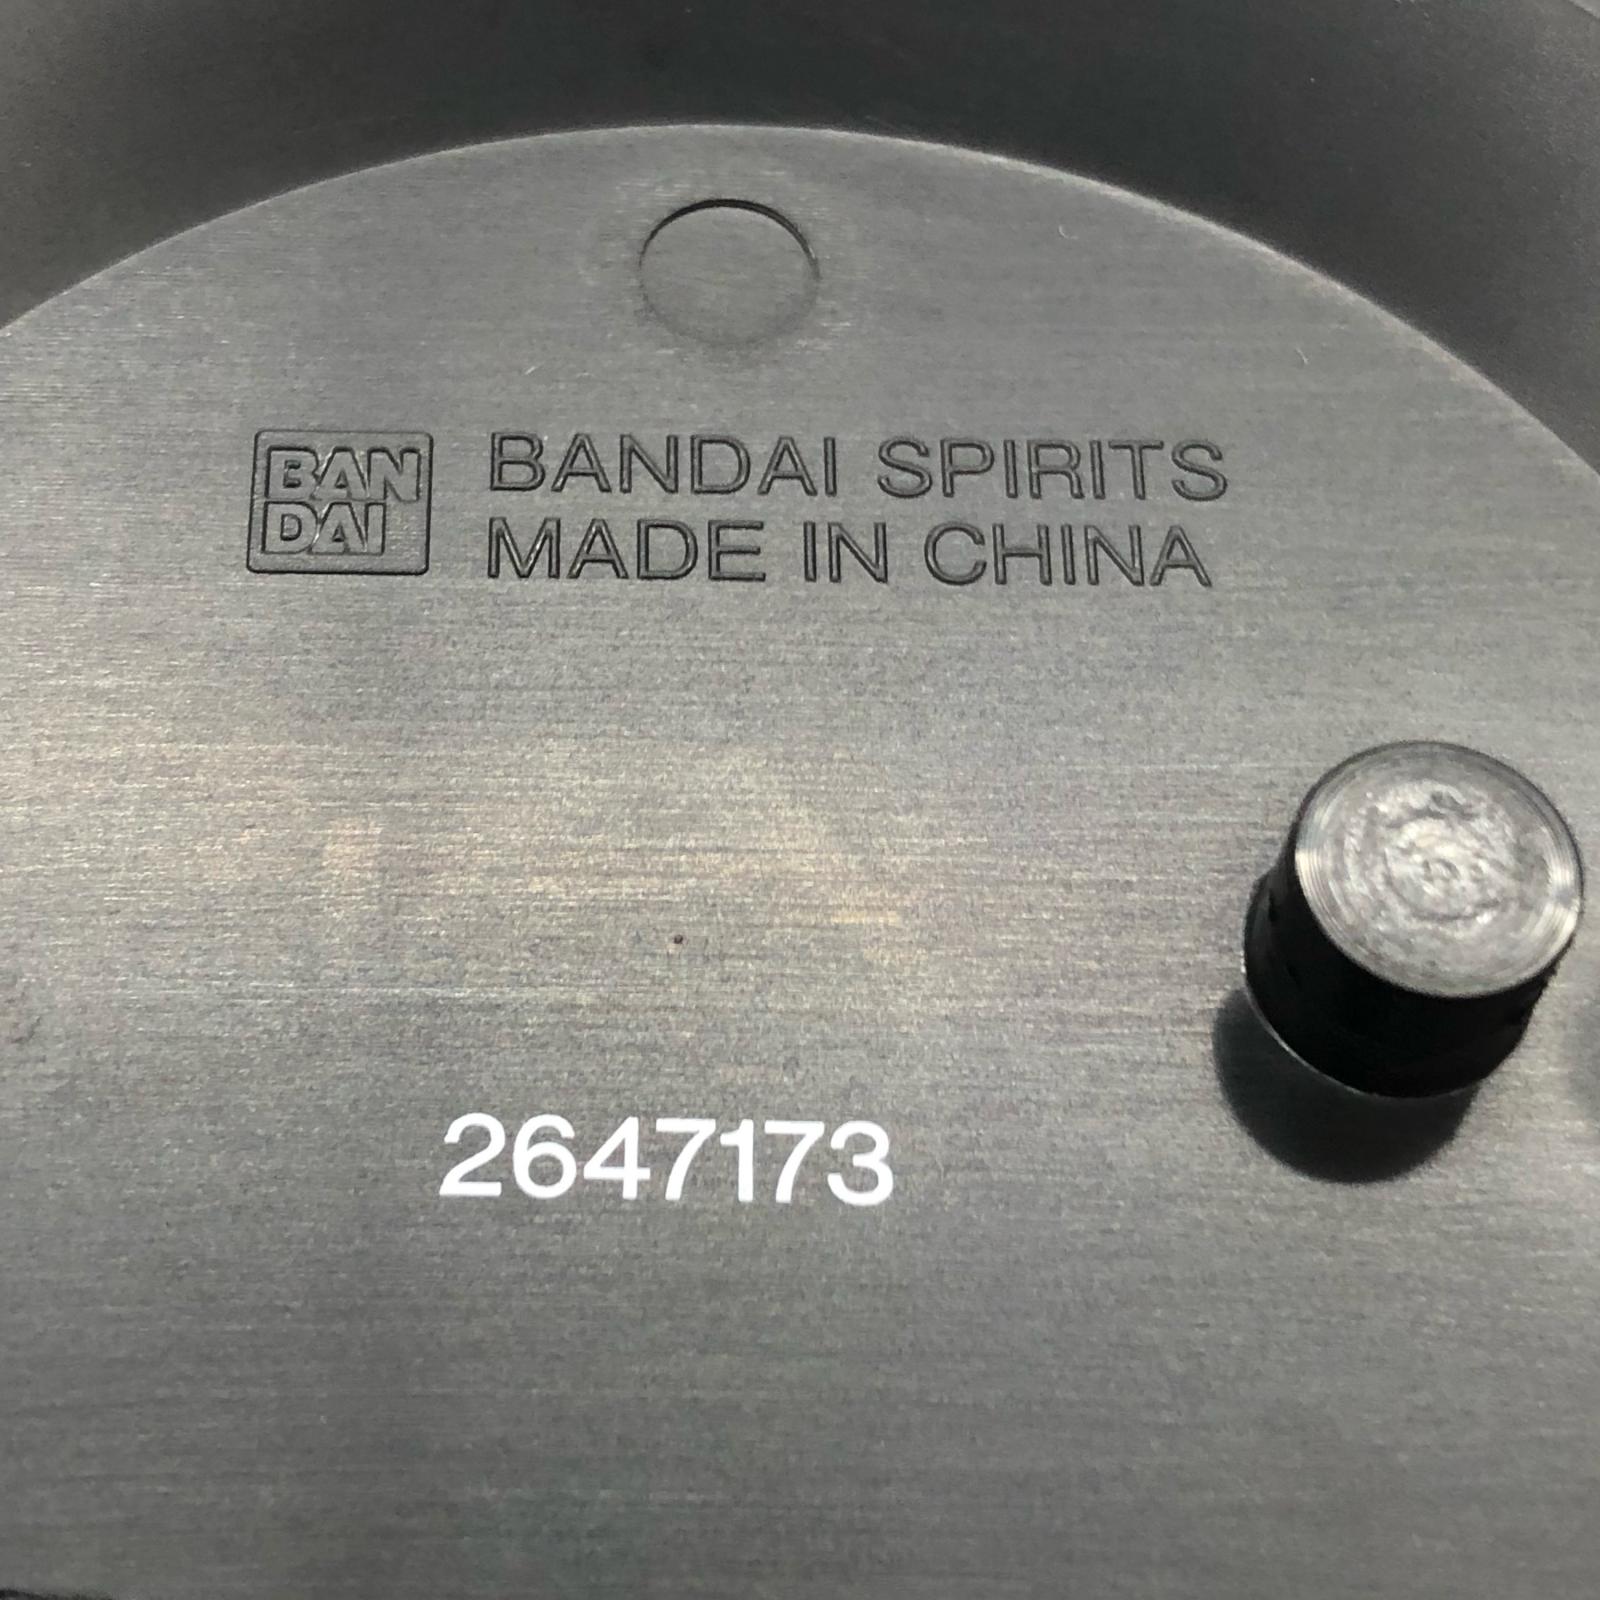 BAN
DAI
BANDAI SPIRITS
MADE IN CHINA
2647173